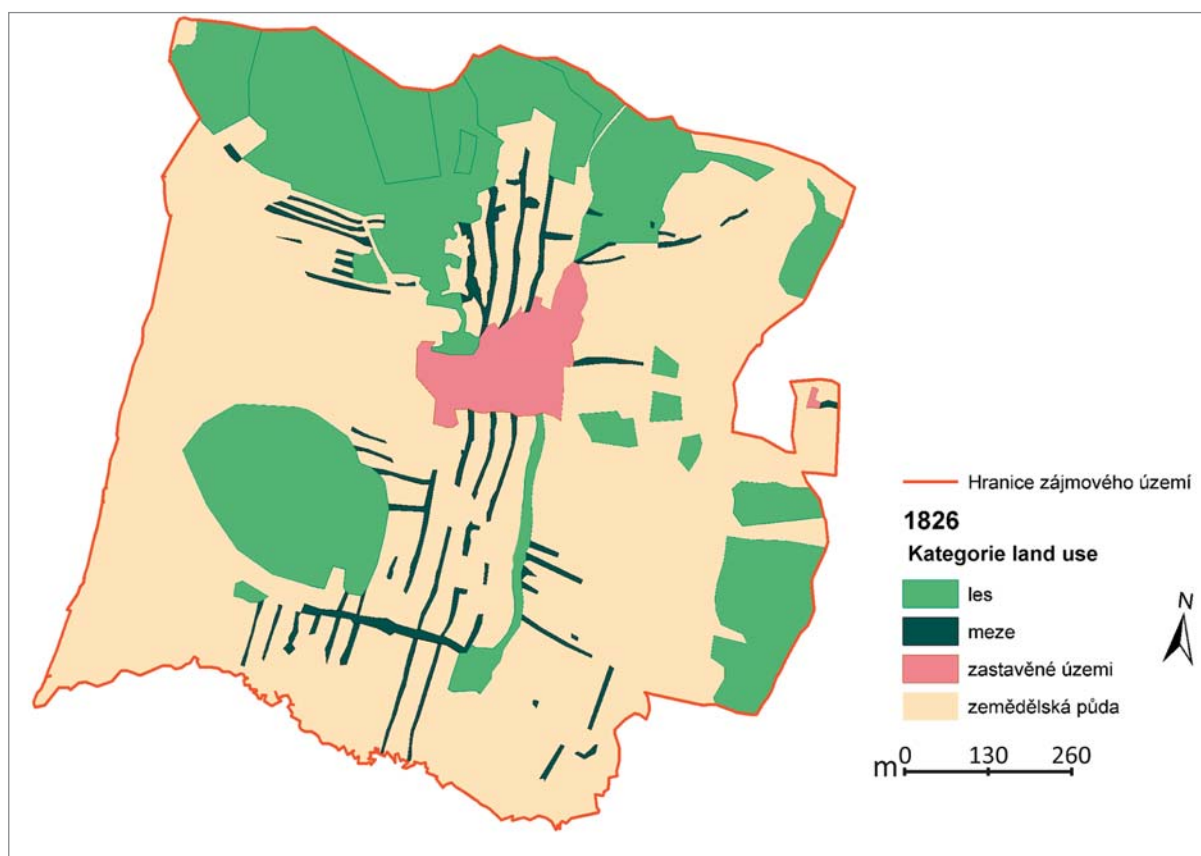 Hranice zájmového území
1826
Kategorie land use
les
meze
zastavěné území
zemědělská půda
N
m 0 130 260